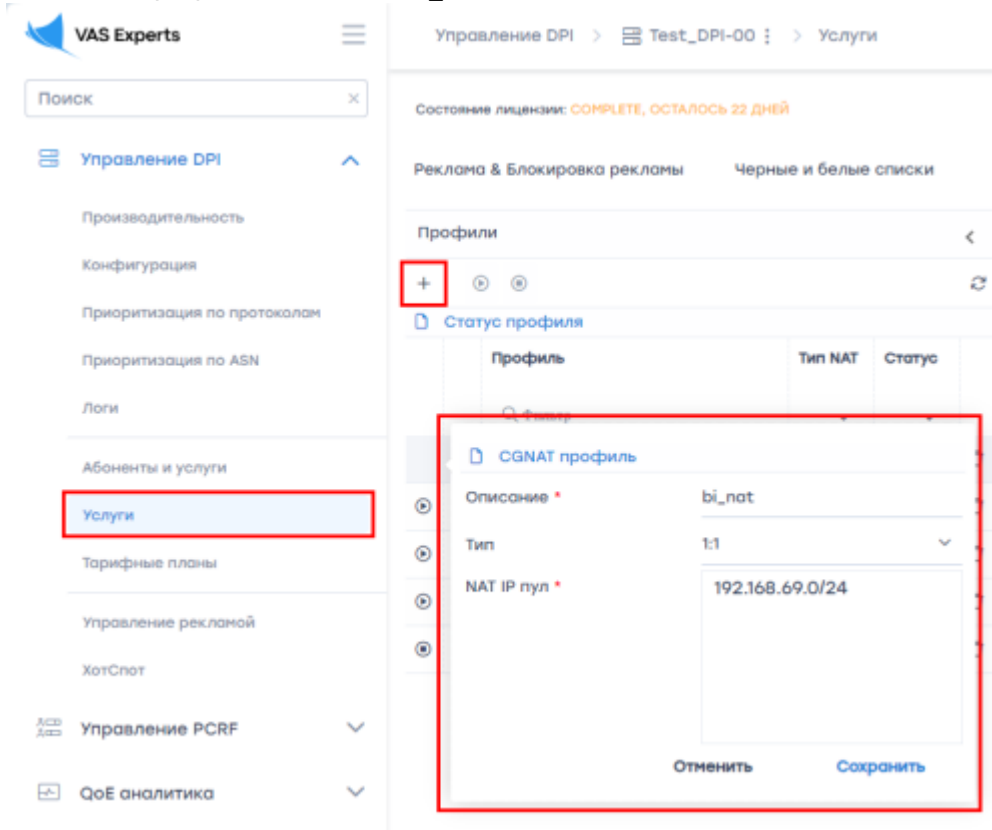 VAS Experts
Управление DPI > Test_DPI-00 > Услуги
Поиск
Состояние лицензии: COMPLETE, ОСТАЛОСЬ 22 ДНЕЙ
Управление DPI
Реклама & Блокировка рекламы Черные и белые списки
Производительность
Профили
Конфигурация
Приоритизация по протоколам
Статус профиля
Приоритизация по ASN
Профиль Тип NAT Статус
Логи
Фильтр
Абоненты и услуги
CGNAT профиль
Услуги
Описание * bi_nat
Тарифные планы
Тип 1:1
NAT IP пул * 192.168.69.0/24
Управление рекламой
ХотСпот
Управление PCRF
Отменить Сохранить
QoE аналитика